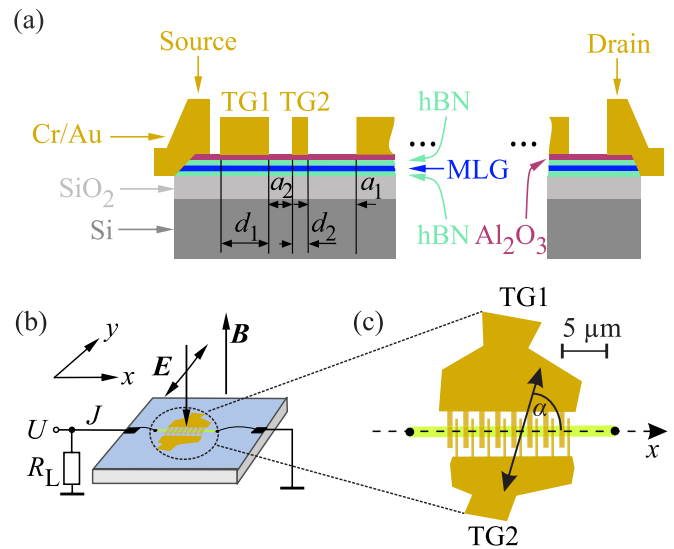 (a)
Source
Drain
TG1 TG2
hBN
Cr/Au
... ...
MLG
SiO2
a2 a1
d1 d2
Si
hBN Al2O3
(b)
y
x
E
B
U
J
RL
(c)
TG1
5 µm
α
x
TG2